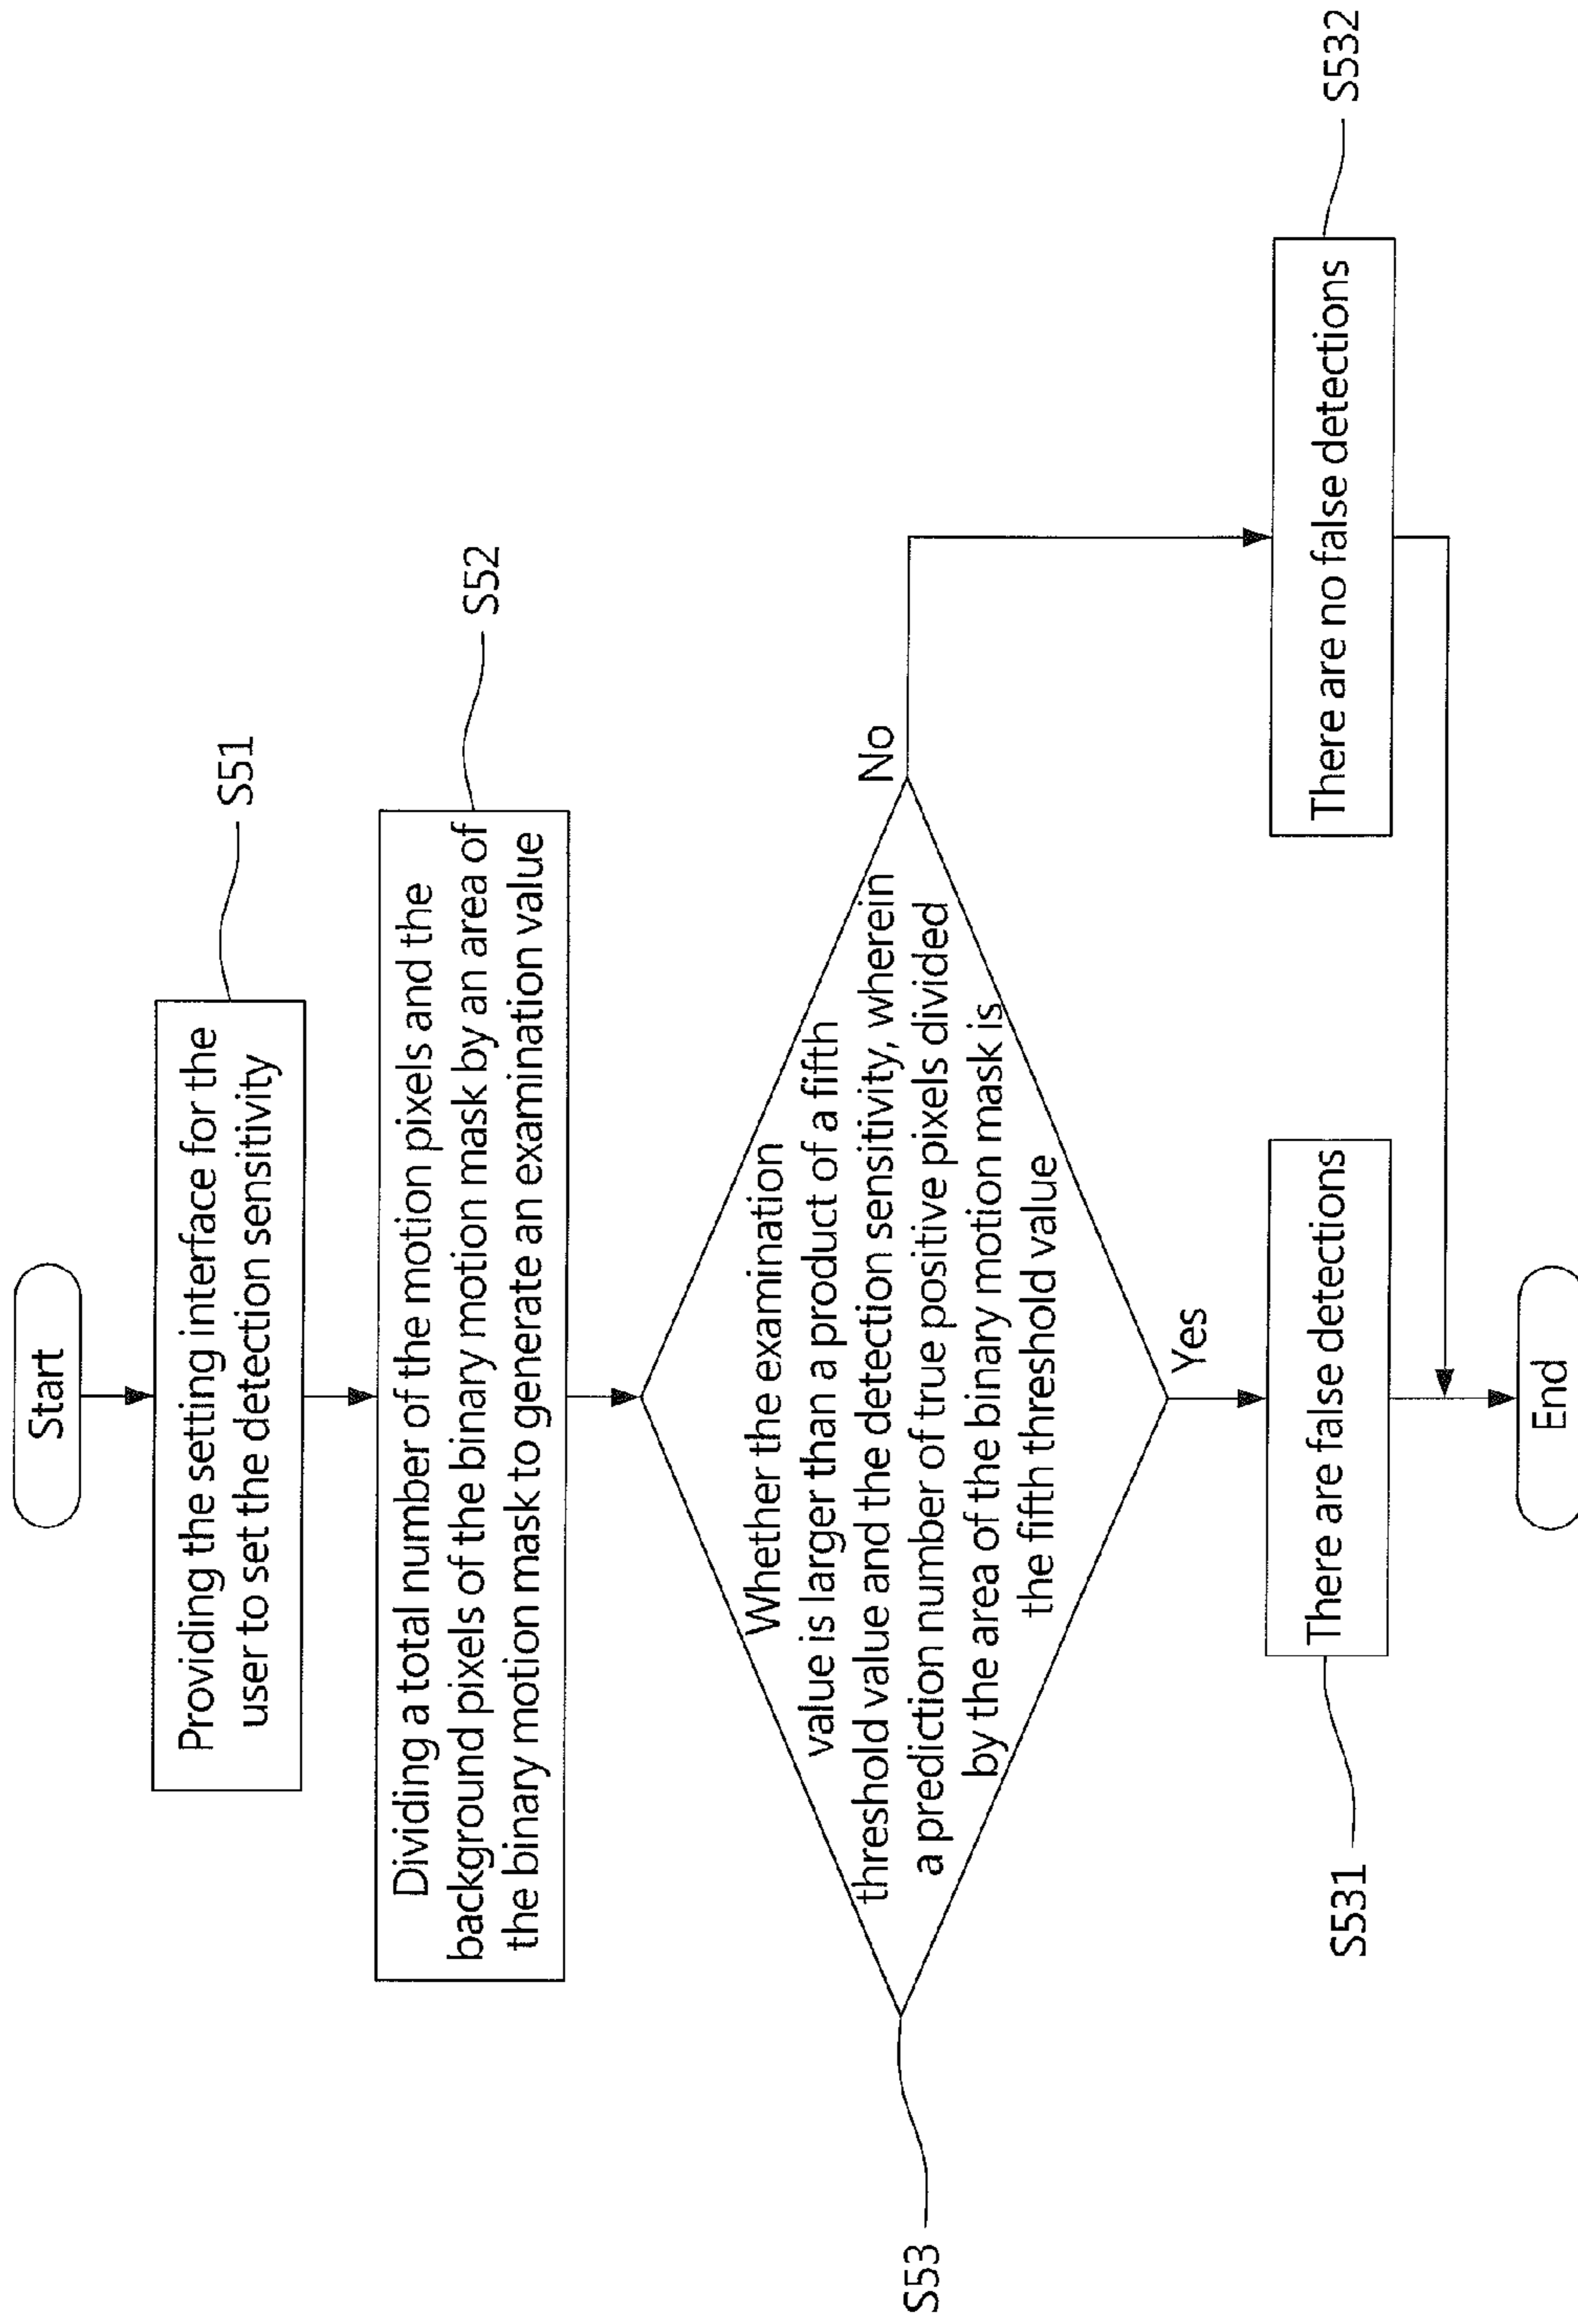 Start
Providing the setting interface for the
user to set the detection sensitivity
S51
Dividing a total number of the motion pixels and the
background pixels of the binary motion mask by an area of
the binary motion mask to generate an examination value
S52
Whether the examination
value is larger than a product of a fifth
threshold value and the detection sensitivity, wherein
a prediction number of true positive pixels divided
by the area of the binary motion mask is
the fifth threshold value
S53
No
Yes
There are false detections
S531
There are no false detections
S532
End